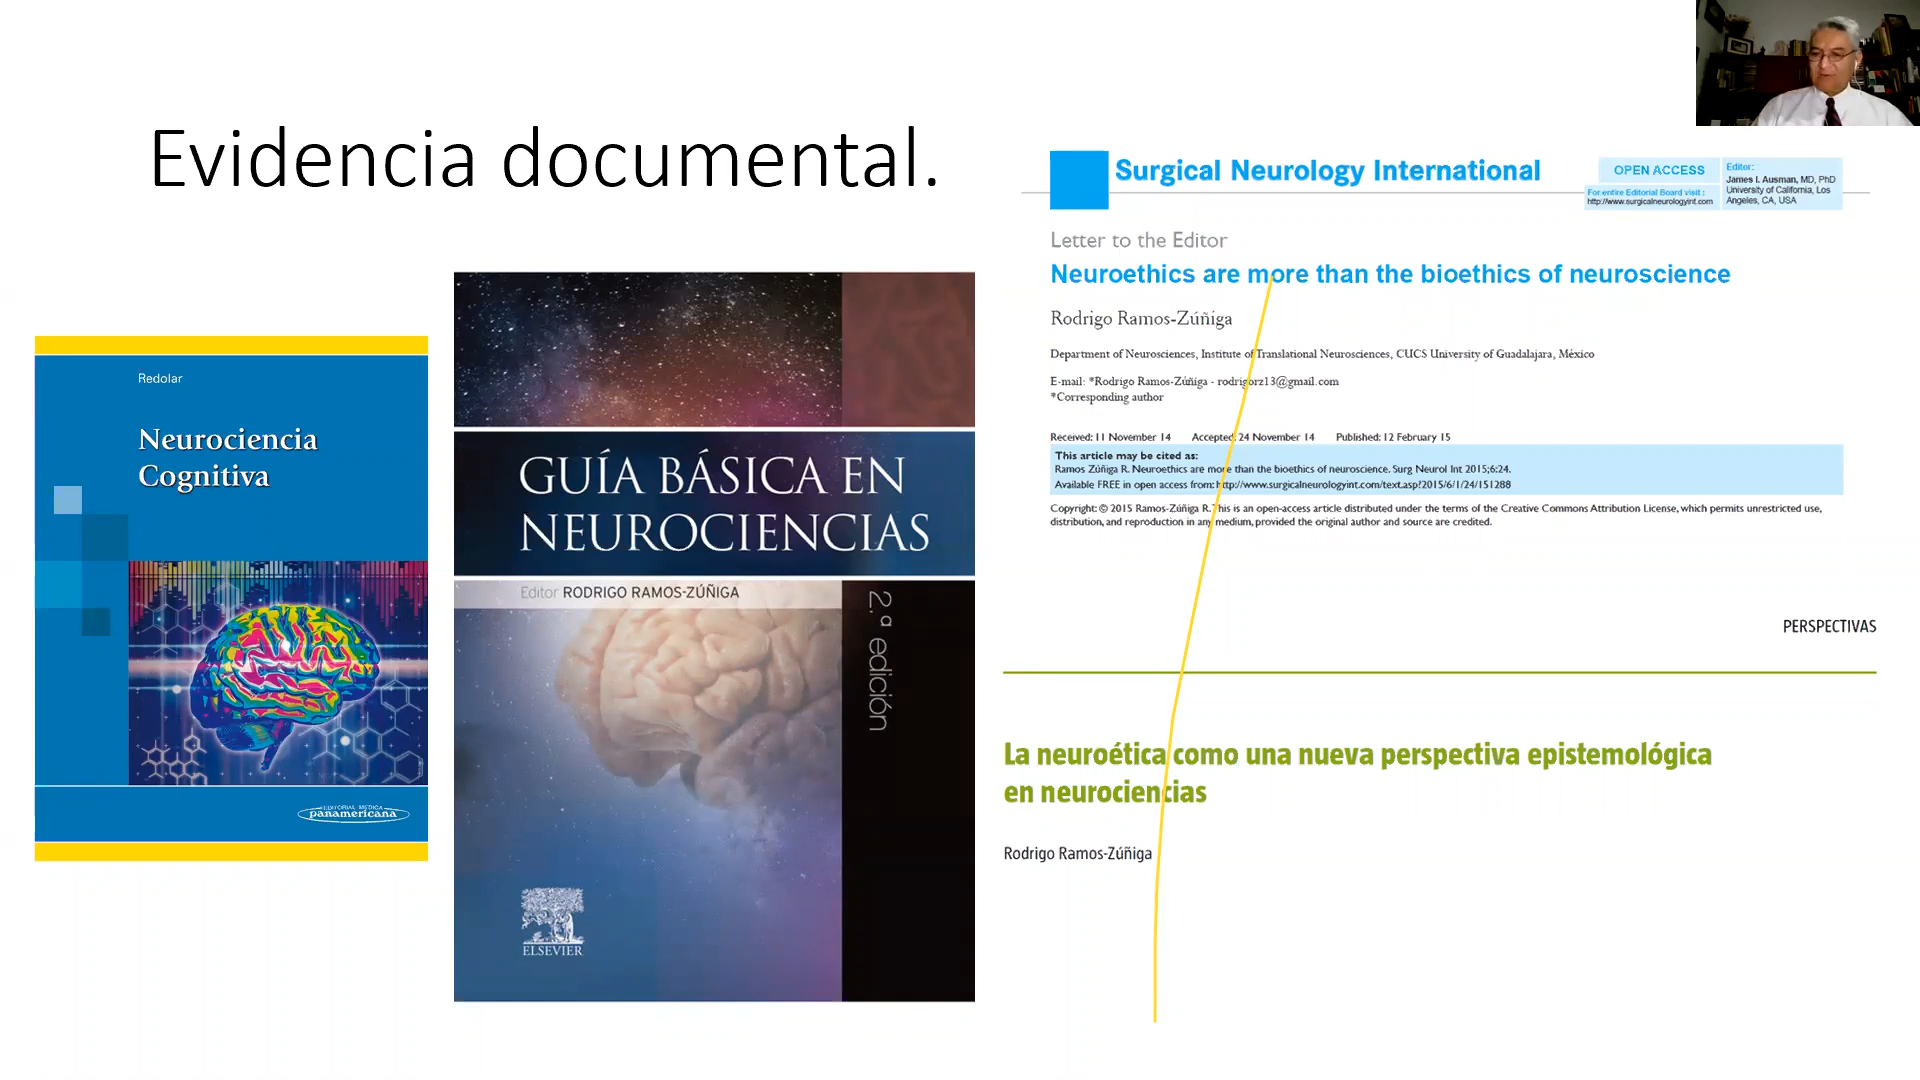 Evidencia documental.
Redolar
Neurociencia
Cognitiva
EDITORIAL MEDICA
panamericana
GUÍA BÁSICA EN
NEUROCIENCIAS
Editor RODRIGO RAMOS-ZÚÑIGA
2.ª edición
ELSEVIER
Surgical Neurology International
OPEN ACCESS
For entire Editorial Board visit :
http://www.surgicalneurologyint.com
Editor:
James I. Ausman, MD, PhD
University of California, Los
Angeles, CA, USA
Letter to the Editor
Neuroethics are more than the bioethics of neuroscience
Rodrigo Ramos-Zúñiga
Department of Neurosciences, Institute of Translational Neurosciences, CUCS University of Guadalajara, México
E-mail: *Rodrigo Ramos-Zúñiga - rodrigorz13@gmail.com
*Corresponding author
Received: 11 November 14 Accepted: 24 November 14 Published: 12 February 15
This article may be cited as:
Ramos Zúñiga R. Neuroethics are more than the bioethics of neuroscience. Surg Neurol Int 2015;6:24.
Available FREE in open access from: http://www.surgicalneurologyint.com/text.asp?2015/6/1/24/151288
Copyright: © 2015 Ramos-Zúñiga R. This is an open-access article distributed under the terms of the Creative Commons Attribution License, which permits unrestricted use,
distribution, and reproduction in any medium, provided the original author and source are credited.
PERSPECTIVAS
La neuroética como una nueva perspectiva epistemológica
en neurociencias
Rodrigo Ramos-Zúñiga